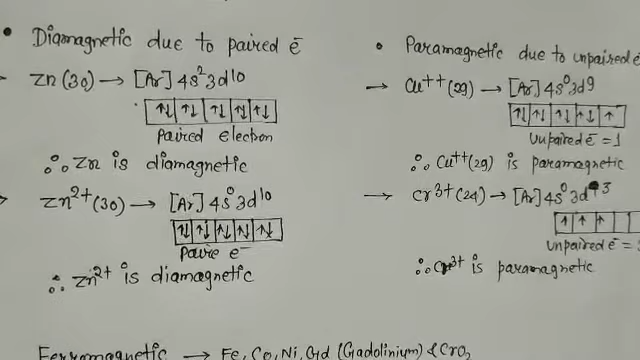 • Diamagnetic due to paired e̅
Zn(30) → [Ar] 4s² 3d¹⁰
↑↓ ↑↓ ↑↓ ↑↓ ↑↓
Paired electron
∴ Zn is diamagnetic
Zn²⁺(30) → [Ar] 4s⁰ 3d¹⁰
↑↓ ↑↓ ↑↓ ↑↓ ↑↓
Paire e⁻
∴ Zn²⁺ is diamagnetic
• Paramagnetic due to unpaired e̅
→ Cu⁺⁺(29) → [Ar] 4s⁰ 3d⁹
↑↓ ↑↓ ↑↓ ↑↓ ↑
Unpaired e̅ = 1
∴ Cu⁺⁺(29) is paramagnetic
→ Cr³⁺(24) → [Ar] 4s⁰ 3d³
↑ ↑ ↑
unpaired e̅ =
∴ Cr³⁺ is paramagnetic
Ferromagnetic → Fe, Co, Ni, Gd (Gadolinium) & CrO₂